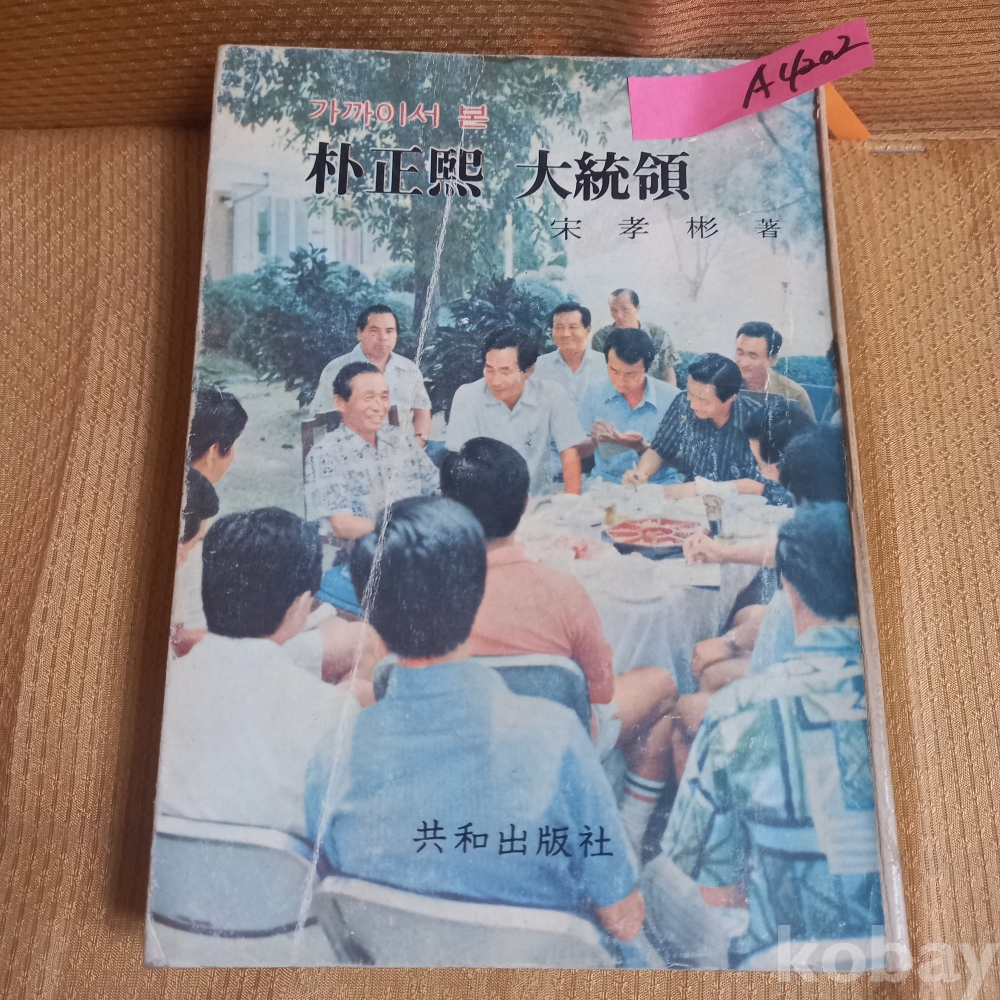 A4202
가까이서 본
朴正熙 大統領
宋孝彬 著
共和出版社
kobay